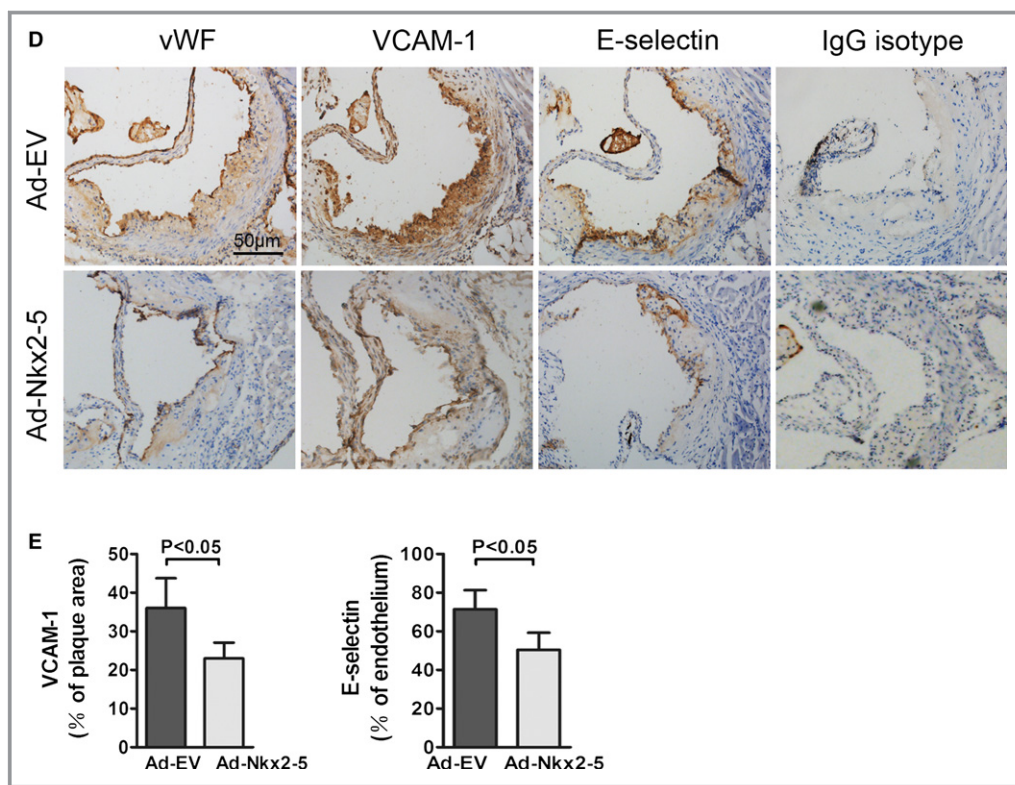 D
vWF VCAM-1 E-selectin IgG isotype
Ad-EV
50µm
Ad-Nkx2-5
E
VCAM-1
(% of plaque area)
50
40
30
20
10
0
P<0.05
Ad-EV Ad-Nkx2-5
E-selectin
(% of endothelium)
100
80
60
40
20
0
P<0.05
Ad-EV Ad-Nkx2-5